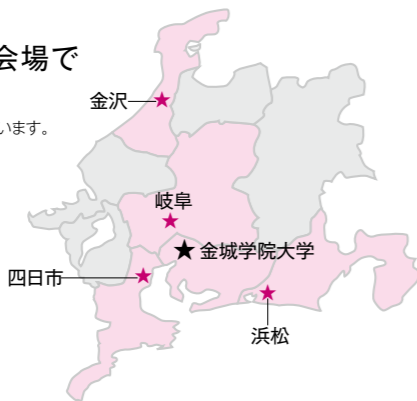 会場で
います。
金沢
岐阜
金城学院大学
四日市
浜松